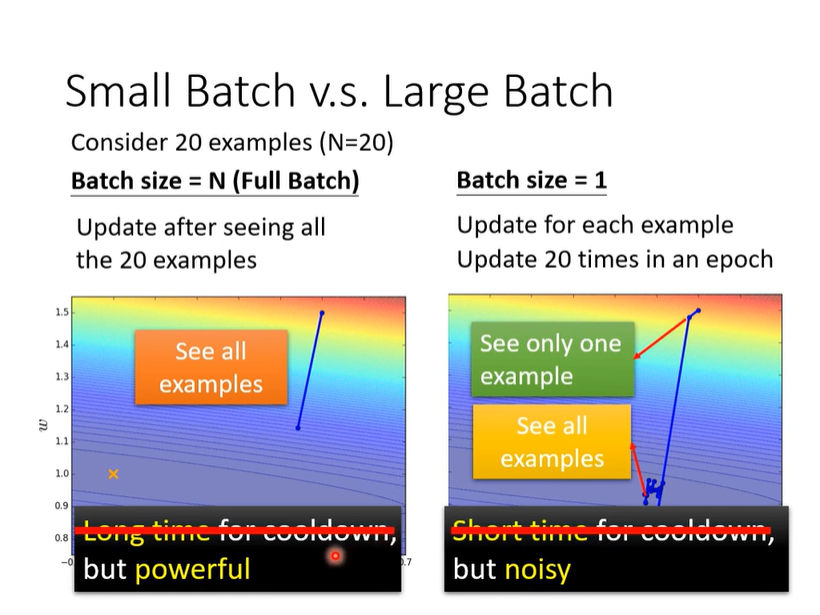 Small Batch v.s. Large Batch
Consider 20 examples (N=20)
Batch size = N (Full Batch)
Update after seeing all
the 20 examples
1.5
1.4
1.3
1.2
1.1
1.0
0.9
0.8
w
See all
examples
Long time for cooldown,
but powerful
0.7
Batch size = 1
Update for each example
Update 20 times in an epoch
See only one
example
See all
examples
Short time for cooldown,
but noisy